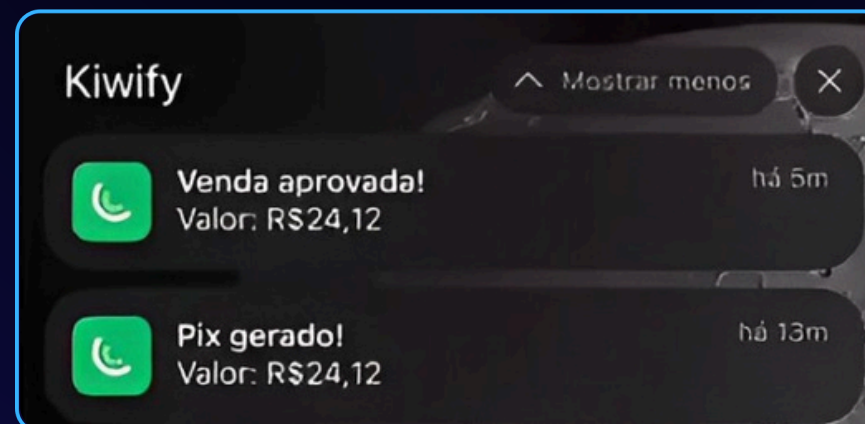 Kiwify
Mostrar menos
Venda aprovada!
há 5m
Valor: R$24,12
Pix gerado!
há 13m
Valor: R$24,12